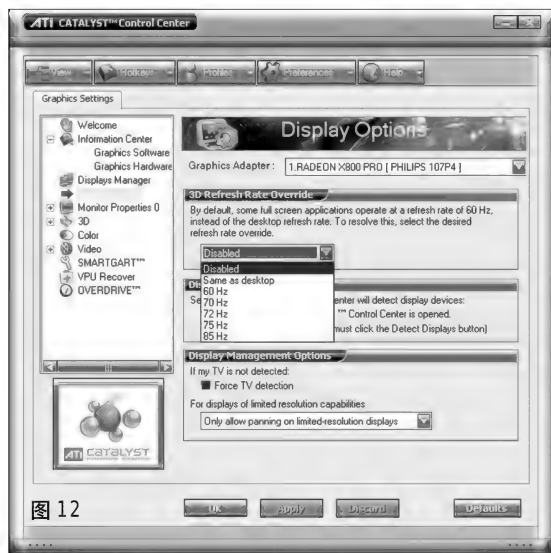 ATI CATALYST™ Control Center
View
Hotkeys
Profiles
Preferences
Help
Graphics Settings
Welcome
Information Center
Graphics Software
Graphics Hardware
Displays Manager
Monitor Properties 0
3D
Color
Video
SMARTGART™
VPU Recover
OVERDRIVE™
Display Options
Graphics Adapter :
1.RADEON X800 PRO [ PHILIPS 107P4 ]
3D Refresh Rate Override
By default, some full screen applications operate at a refresh rate of 60 Hz,
instead of the desktop refresh rate. To resolve this, select the desired
refresh rate override.
Disabled
Disabled
Same as desktop
60 Hz
70 Hz
72 Hz
75 Hz
85 Hz
enter will detect display devices:
™ Control Center is opened.
must click the Detect Displays button)
Display Management Options
If my TV is not detected:
Force TV detection
For displays of limited resolution capabilities
Only allow panning on limited-resolution displays
ATI CATALYST
图 12
OK
Apply
Discard
Defaults